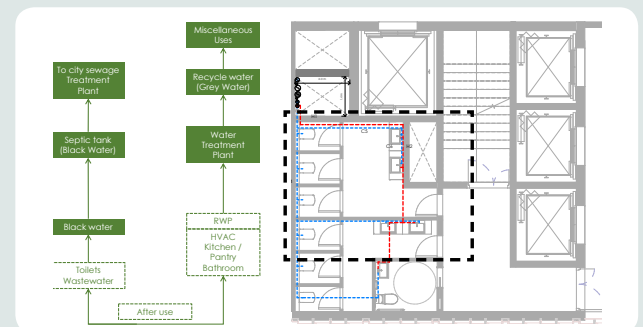 Miscellaneous
Uses
To city sewage
Treatment
Plant
Recycle water
(Grey Water)
Septic tank
(Black Water)
Water
Treatment
Plant
Black water
RWP
HVAC
Kitchen /
Pantry
Bathroom
Toilets
Wastewater
After use